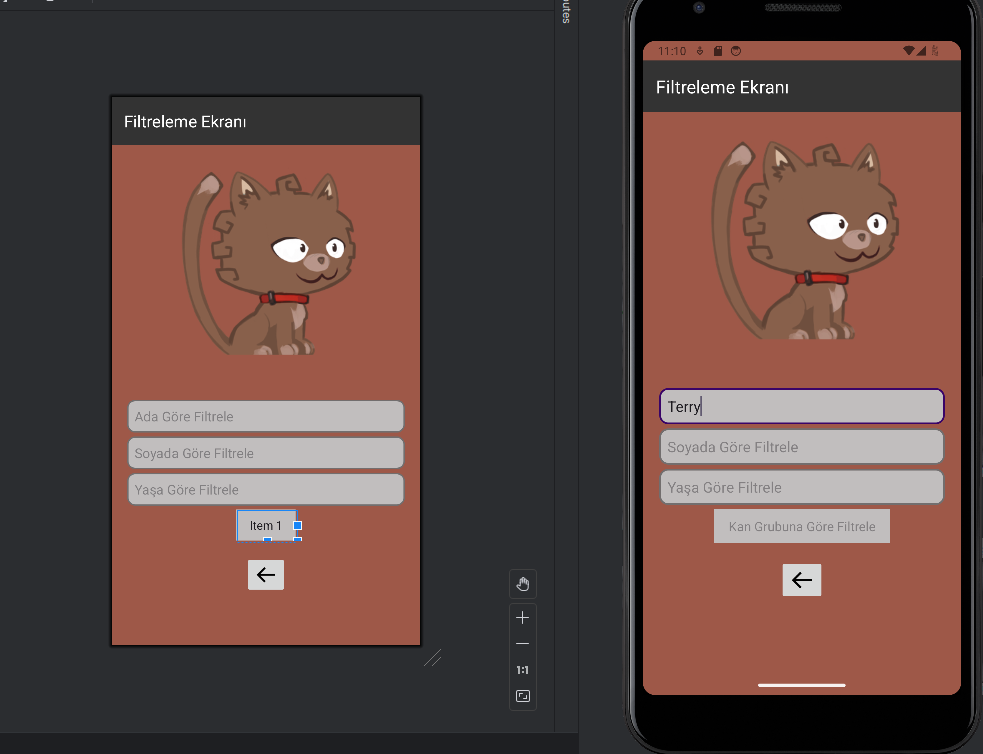 butes
Filtreleme Ekranı
Ada Göre Filtrele
Soyada Göre Filtrele
Yaşa Göre Filtrele
Item 1
1:1
11:10
Filtreleme Ekranı
Terry
Soyada Göre Filtrele
Yaşa Göre Filtrele
Kan Grubuna Göre Filtrele